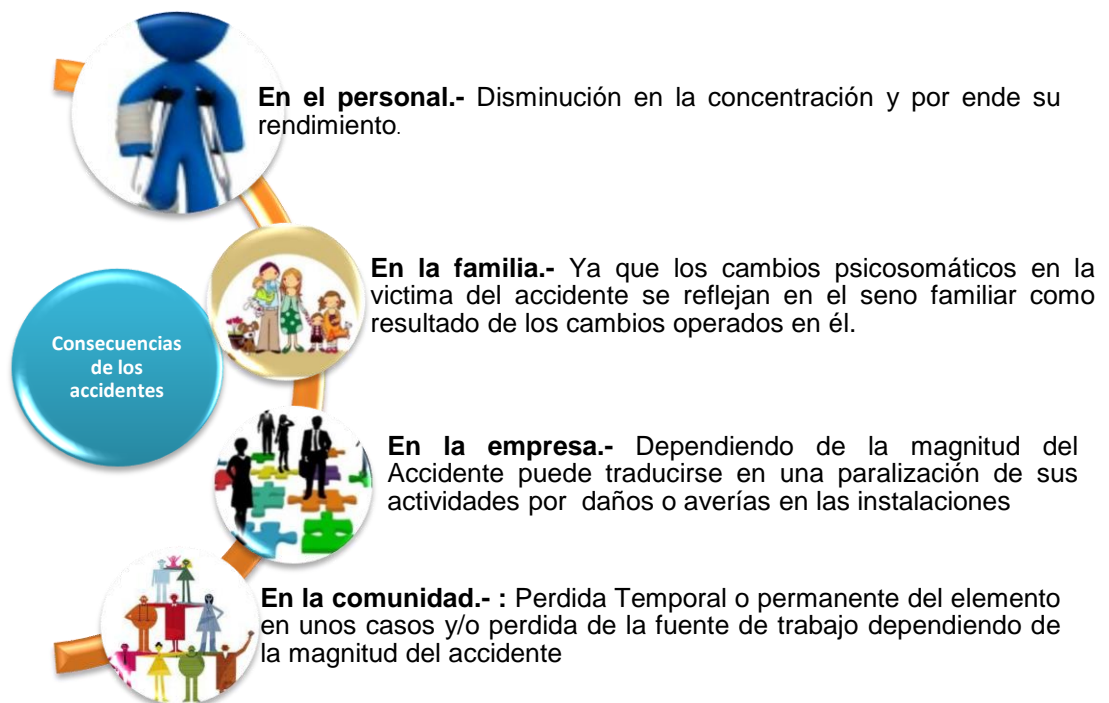 En el personal.- Disminución en la concentración y por ende su
rendimiento.
En la familia.- Ya que los cambios psicosomáticos en la
victima del accidente se reflejan en el seno familiar como
resultado de los cambios operados en él.
Consecuencias
de los
accidentes
En la empresa.- Dependiendo de la magnitud del
Accidente puede traducirse en una paralización de sus
actividades por daños o averías en las instalaciones
En la comunidad.- : Perdida Temporal o permanente del elemento
en unos casos y/o perdida de la fuente de trabajo dependiendo de
la magnitud del accidente